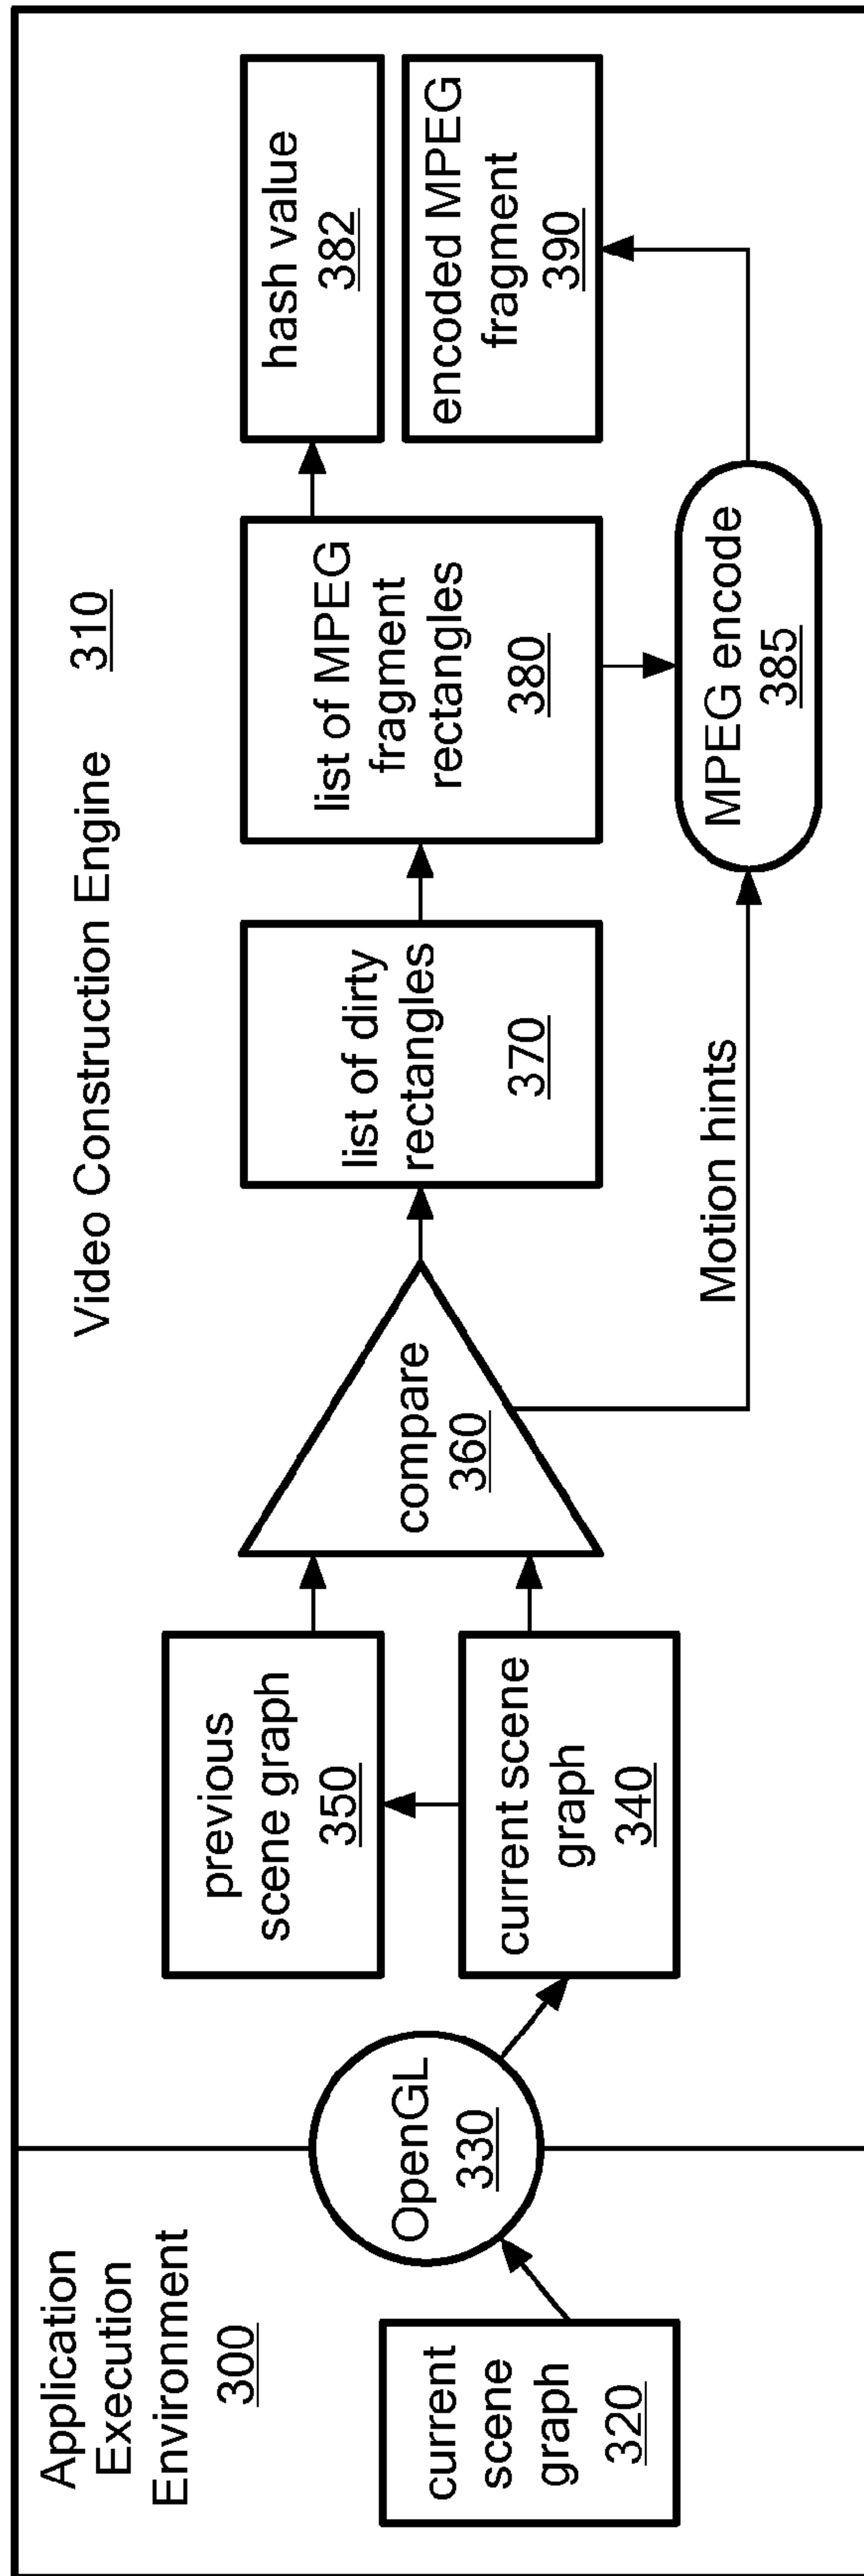 Application
Execution
Environment
300
Video Construction Engine 310
current
scene
graph
320
OpenGL
330
previous
scene graph
350
current scene
graph
340
compare
360
list of dirty
rectangles
370
list of MPEG
fragment
rectangles
380
hash value
382
encoded MPEG
fragment
390
Motion hints
MPEG encode
385